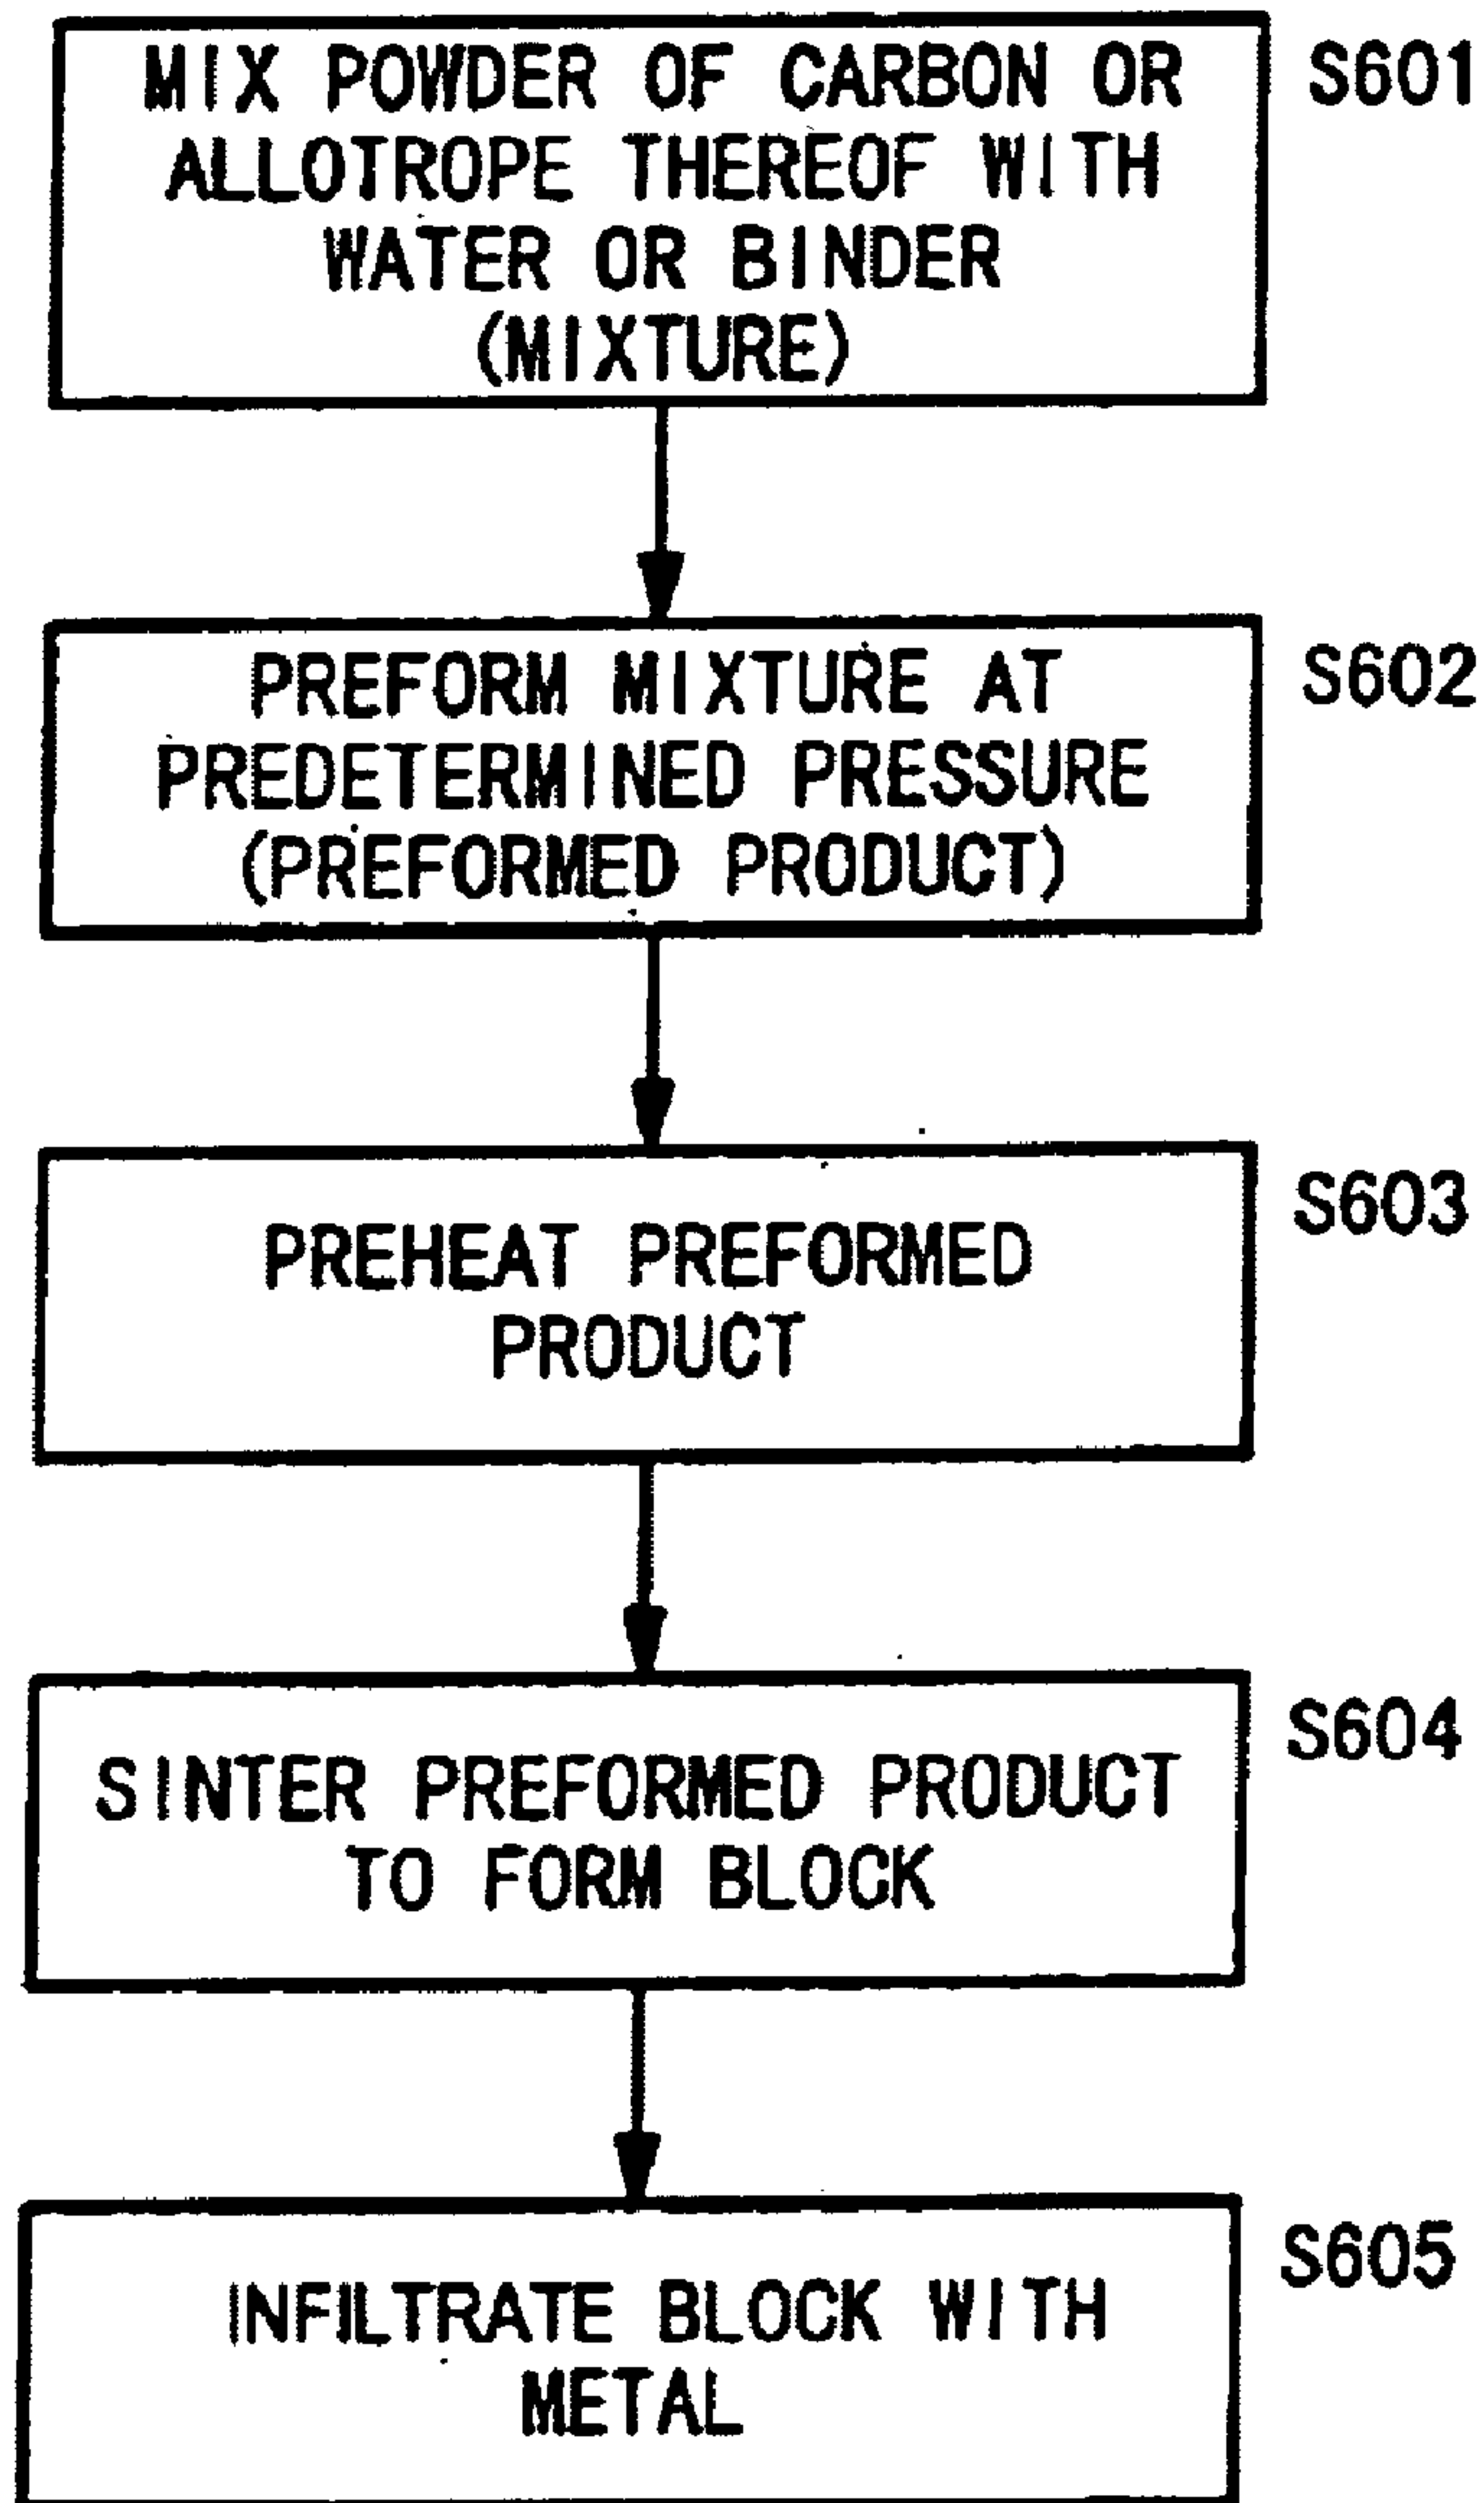 MIX POWDER OF CARBON OR
ALLOTROPE THEREOF WITH
WATER OR BINDER
(MIXTURE)
S601
PREFORM MIXTURE AT
PREDETERMINED PRESSURE
(PREFORMED PRODUCT)
S602
PREHEAT PREFORMED
PRODUCT
S603
SINTER PREFORMED PRODUCT
TO FORM BLOCK
S604
INFILTRATE BLOCK WITH
METAL
S605